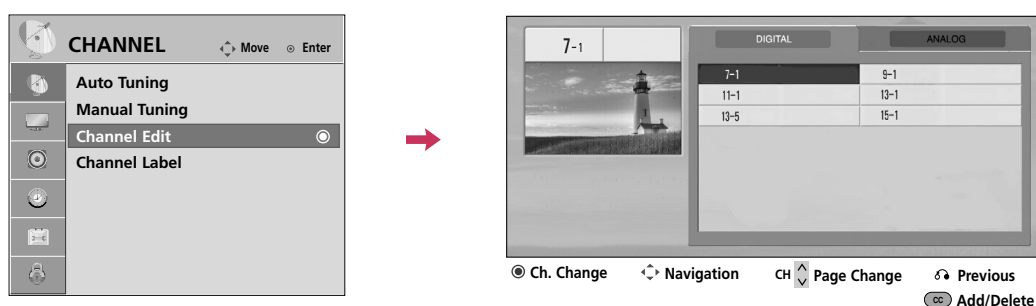 CHANNEL
Move
Enter
Auto Tuning
Manual Tuning
Channel Edit
Channel Label
7-1
DIGITAL
ANALOG
7-1
9-1
11-1
13-1
13-5
15-1
Ch. Change
Navigation
CH
Page Change
Previous
CC
Add/Delete